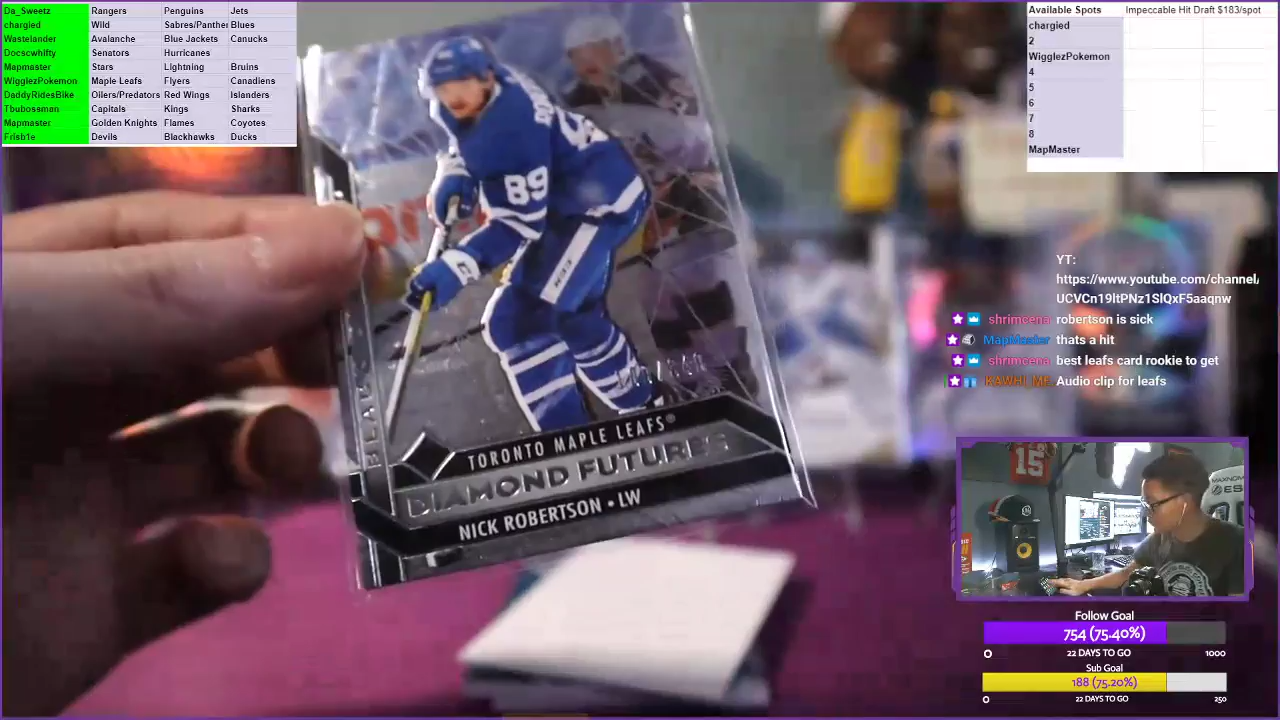 Da_Sweetz Rangers Penguins Jets
chargied Wild Sabres/Panther Blues
Wastelander Avalanche Blue Jackets Canucks
Docscwhifty Senators Hurricanes
Mapmaster Stars Lightning Bruins
WigglezPokemon Maple Leafs Flyers Canadiens
DaddyRidesBike Oilers/Predators Red Wings Islanders
Tbubossman Capitals Kings Sharks
Mapmaster Golden Knights Flames Coyotes
Frisb1e Devils Blackhawks Ducks
Available Spots Impeccable Hit Draft $183/spot
chargied
2
WigglezPokemon
4
5
6
7
8
MapMaster
89
TORONTO MAPLE LEAFS®
DIAMOND FUTURES
NICK ROBERTSON • LW
YT:
https://www.youtube.com/channel/
UCVCn19ltPNz1SlQxF5aaqnw
shrimcena robertson is sick
MapMaster thats a hit
shrimcena best leafs card rookie to get
Audio clip for leafs
15
Follow Goal
754 (75.40%)
0 22 DAYS TO GO 1000
Sub Goal
188 (75.20%)
0 22 DAYS TO GO 250